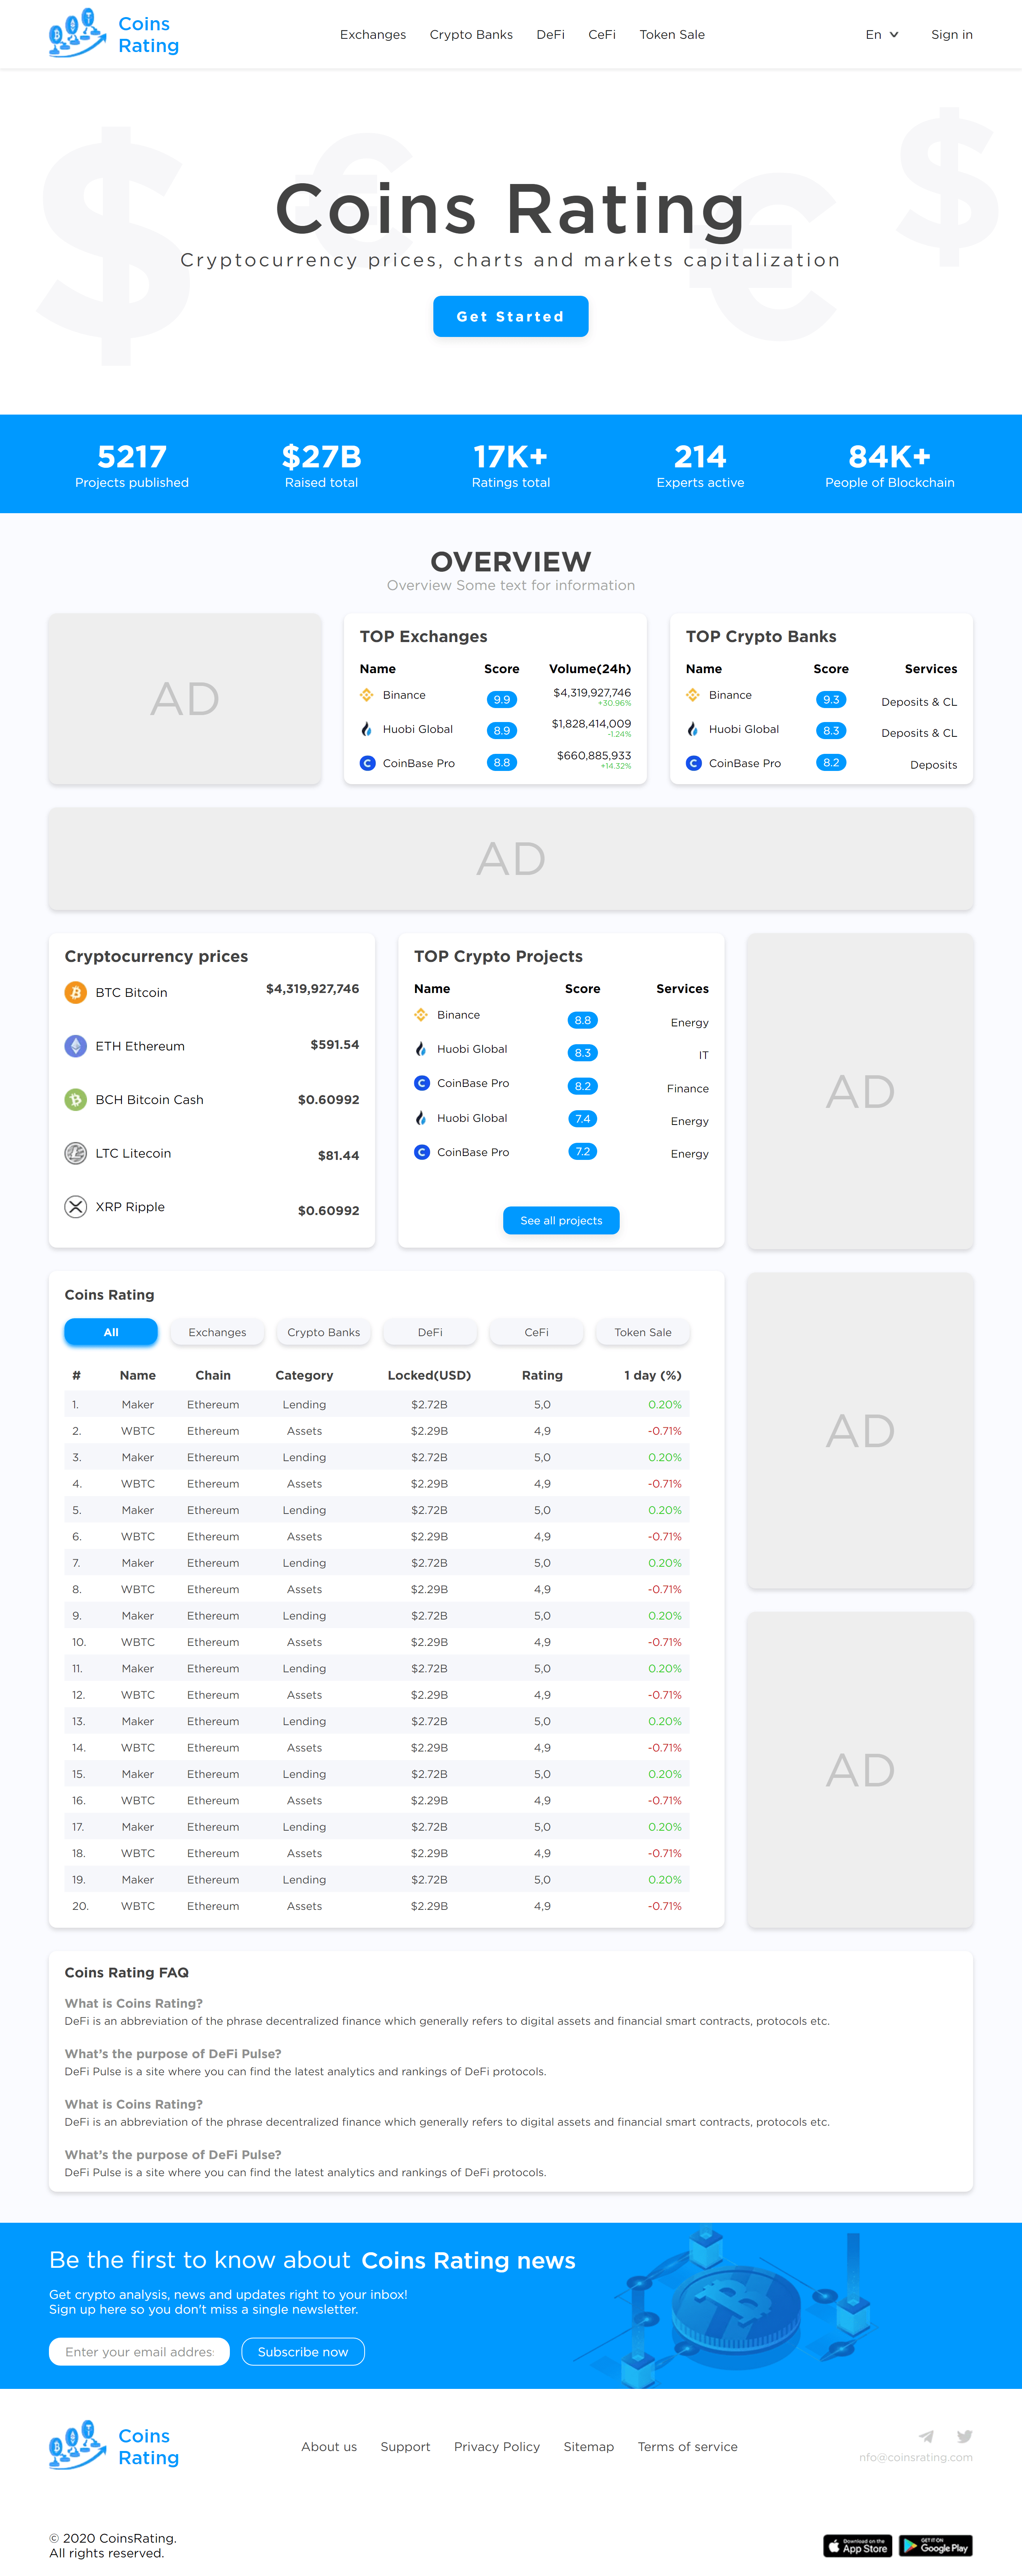 Coins
Rating
Exchanges Crypto Banks DeFi CeFi Token Sale
En Sign in
Coins Rating
Cryptocurrency prices, charts and markets capitalization
Get Started
5217 $27B 17K+ 214 84K+
Projects published Raised total Ratings total Experts active People of Blockchain
OVERVIEW
Overview Some text for information
AD
TOP Exchanges
Name Score Volume(24h)
Binance 9.9 $4,319,927,746
+30.96%
Huobi Global 8.9 $1,828,414,009
-1.24%
CoinBase Pro 8.8 $660,885,933
+14.32%
TOP Crypto Banks
Name Score Services
Binance 9.3 Deposits & CL
Huobi Global 8.3 Deposits & CL
CoinBase Pro 8.2 Deposits
AD
Cryptocurrency prices
BTC Bitcoin $4,319,927,746
ETH Ethereum $591.54
BCH Bitcoin Cash $0.60992
LTC Litecoin $81.44
XRP Ripple $0.60992
TOP Crypto Projects
Name Score Services
Binance 8.8 Energy
Huobi Global 8.3 IT
CoinBase Pro 8.2 Finance
Huobi Global 7.4 Energy
CoinBase Pro 7.2 Energy
See all projects
AD
Coins Rating
All Exchanges Crypto Banks DeFi CeFi Token Sale
# Name Chain Category Locked(USD) Rating 1 day (%)
1. Maker Ethereum Lending $2.72B 5,0 0.20%
2. WBTC Ethereum Assets $2.29B 4,9 -0.71%
3. Maker Ethereum Lending $2.72B 5,0 0.20%
4. WBTC Ethereum Assets $2.29B 4,9 -0.71%
5. Maker Ethereum Lending $2.72B 5,0 0.20%
6. WBTC Ethereum Assets $2.29B 4,9 -0.71%
7. Maker Ethereum Lending $2.72B 5,0 0.20%
8. WBTC Ethereum Assets $2.29B 4,9 -0.71%
9. Maker Ethereum Lending $2.72B 5,0 0.20%
10. WBTC Ethereum Assets $2.29B 4,9 -0.71%
11. Maker Ethereum Lending $2.72B 5,0 0.20%
12. WBTC Ethereum Assets $2.29B 4,9 -0.71%
13. Maker Ethereum Lending $2.72B 5,0 0.20%
14. WBTC Ethereum Assets $2.29B 4,9 -0.71%
15. Maker Ethereum Lending $2.72B 5,0 0.20%
16. WBTC Ethereum Assets $2.29B 4,9 -0.71%
17. Maker Ethereum Lending $2.72B 5,0 0.20%
18. WBTC Ethereum Assets $2.29B 4,9 -0.71%
19. Maker Ethereum Lending $2.72B 5,0 0.20%
20. WBTC Ethereum Assets $2.29B 4,9 -0.71%
AD
AD
Coins Rating FAQ
What is Coins Rating?
DeFi is an abbreviation of the phrase decentralized finance which generally refers to digital assets and financial smart contracts, protocols etc.
What's the purpose of DeFi Pulse?
DeFi Pulse is a site where you can find the latest analytics and rankings of DeFi protocols.
What is Coins Rating?
DeFi is an abbreviation of the phrase decentralized finance which generally refers to digital assets and financial smart contracts, protocols etc.
What's the purpose of DeFi Pulse?
DeFi Pulse is a site where you can find the latest analytics and rankings of DeFi protocols.
Be the first to know about Coins Rating news
Get crypto analysis, news and updates right to your inbox!
Sign up here so you don't miss a single newsletter.
Enter your email addres Subscribe now
Coins
Rating
About us Support Privacy Policy Sitemap Terms of service
nfo@coinsrating.com
© 2020 CoinsRating.
All rights reserved.
Download on the
App Store
GET IT ON
Google Play